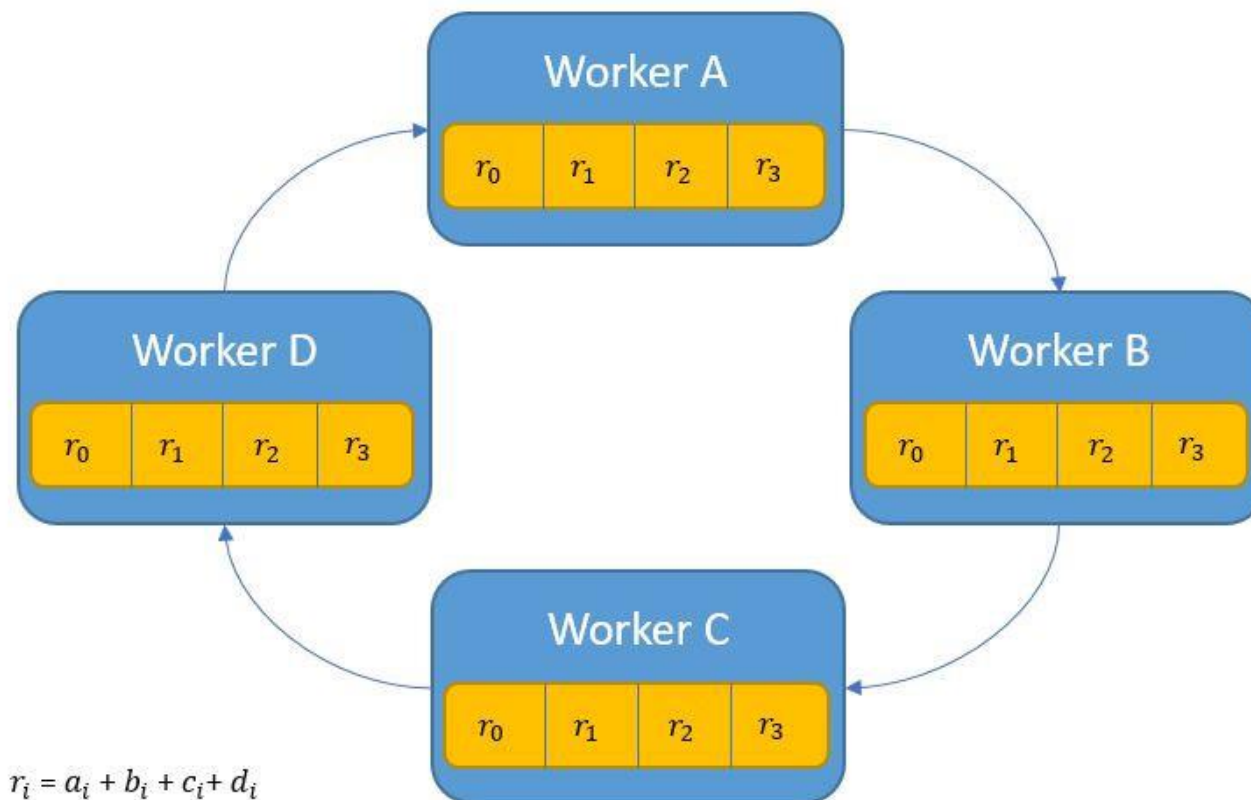 Worker A
r₀ r₁ r₂ r₃
Worker D
r₀ r₁ r₂ r₃
Worker B
r₀ r₁ r₂ r₃
Worker C
r₀ r₁ r₂ r₃
rᵢ = aᵢ + bᵢ + cᵢ+ dᵢ